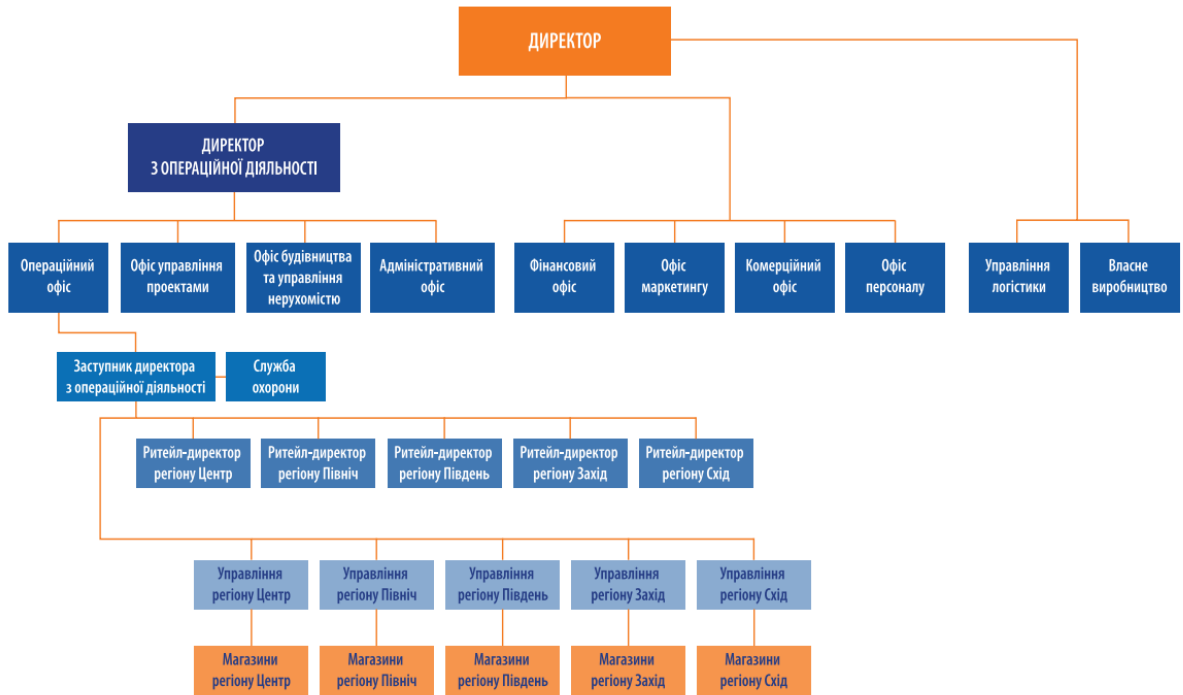 ДИРЕКТОР
ДИРЕКТОР
З ОПЕРАЦІЙНОЇ ДІЯЛЬНОСТІ
Операційний
офіс
Офіс управління
проектами
Офіс будівництва
та управління
нерухомістю
Адміністративний
офіс
Фінансовий
офіс
Офіс
маркетингу
Комерційний
офіс
Офіс
персоналу
Управління
логістики
Власне
виробництво
Заступник директора
з операційної діяльності
Служба
охорони
Ритейл-директор
регіону Центр
Ритейл-директор
регіону Північ
Ритейл-директор
регіону Південь
Ритейл-директор
регіону Захід
Ритейл-директор
регіону Схід
Управління
регіону Центр
Управління
регіону Північ
Управління
регіону Південь
Управління
регіону Захід
Управління
регіону Схід
Магазини
регіону Центр
Магазини
регіону Північ
Магазини
регіону Південь
Магазини
регіону Захід
Магазини
регіону Схід